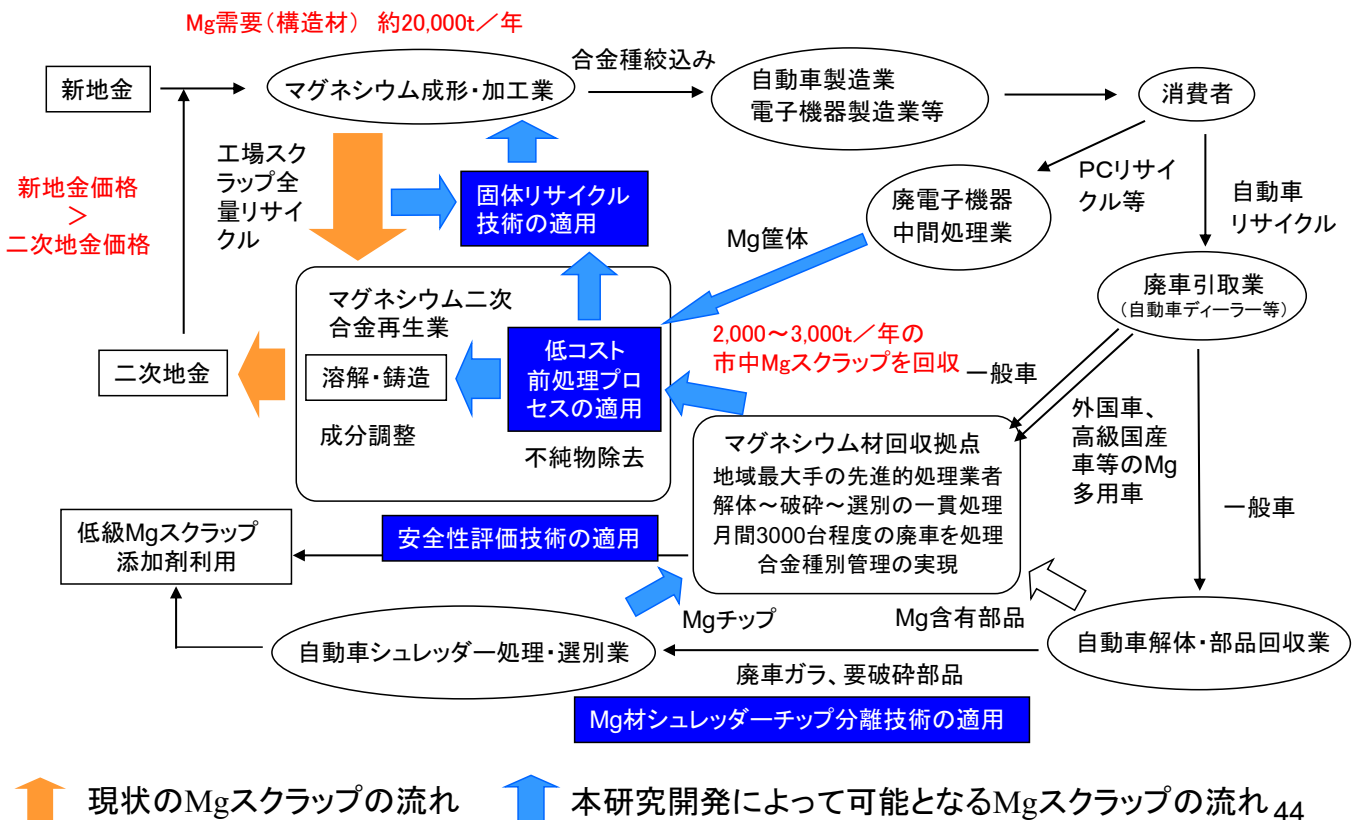 Mg需要(構造材) 約20,000t/年
新地金
マグネシウム成形・加工業
合金種絞込み
自動車製造業
電子機器製造業等
消費者
新地金価格
>
二次地金価格
工場スク
ラップ全
量リサイ
クル
固体リサイクル
技術の適用
廃電子機器
中間処理業
PCリサイ
クル等
自動車
リサイクル
Mg筐体
廃車引取業
(自動車ディーラー等)
マグネシウム二次
合金再生業
二次地金
溶解・鋳造
成分調整
低コスト
前処理プロ
セスの適用
不純物除去
2,000～3,000t/年の
市中Mgスクラップを回収
一般車
外国車、
高級国産
車等のMg
多用車
一般車
マグネシウム材回収拠点
地域最大手の先進的処理業者
解体～破砕～選別の一貫処理
月間3000台程度の廃車を処理
合金種別管理の実現
低級Mgスクラップ
添加剤利用
安全性評価技術の適用
Mgチップ
Mg含有部品
自動車シュレッダー処理・選別業
自動車解体・部品回収業
廃車ガラ、要破砕部品
Mg材シュレッダーチップ分離技術の適用
現状のMgスクラップの流れ
本研究開発によって可能となるMgスクラップの流れ
44